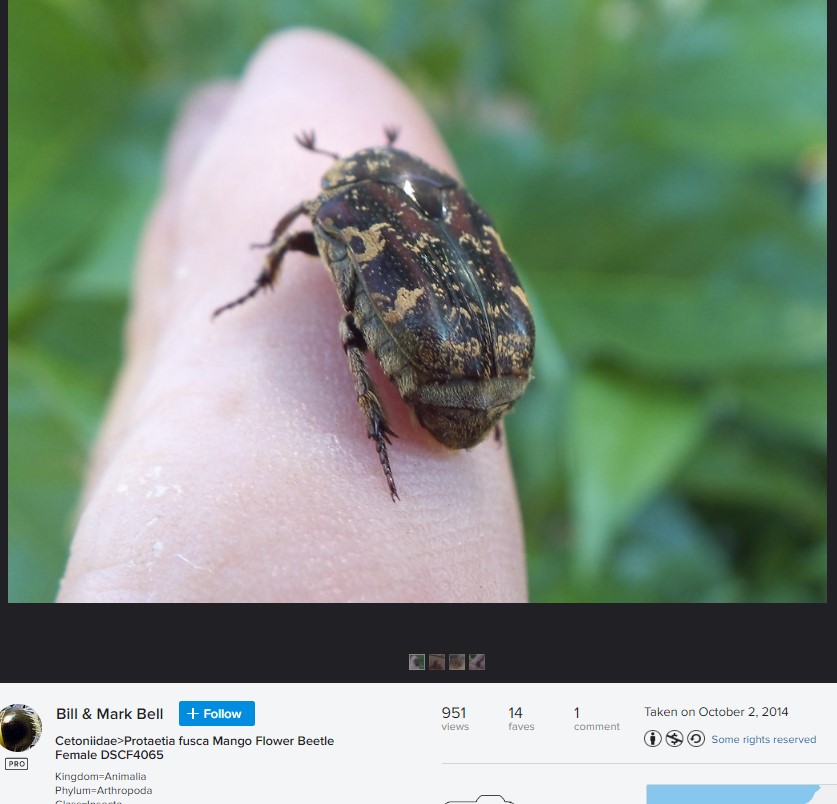 Bill & Mark Bell
+ Follow
PRO
Cetoniidae>Protaetia fusca Mango Flower Beetle
Female DSCF4065
Kingdom=Animalia
Phylum=Arthropoda
951
views
14
faves
1
comment
Taken on October 2, 2014
Some rights reserved